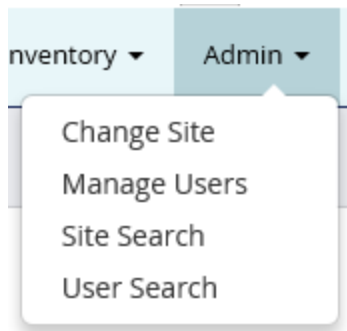 nventory Admin
Change Site
Manage Users
Site Search
User Search